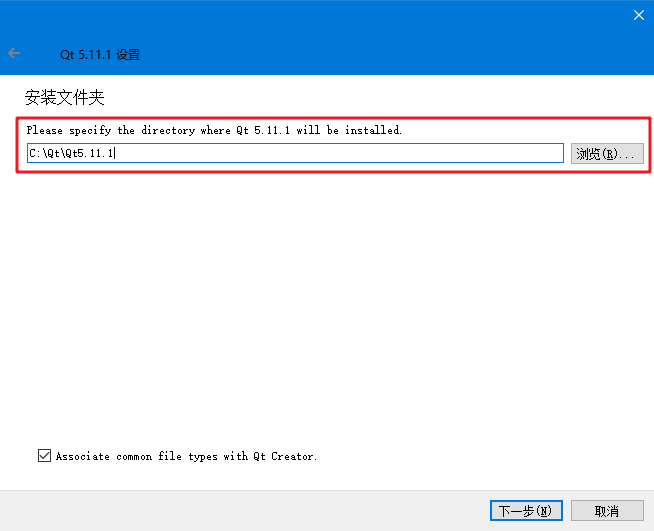 Qt 5.11.1 设置
安装文件夹
Please specify the directory where Qt 5.11.1 will be installed.
C:\Qt\Qt5.11.1
浏览(R)...
Associate common file types with Qt Creator.
下一步(N)
取消